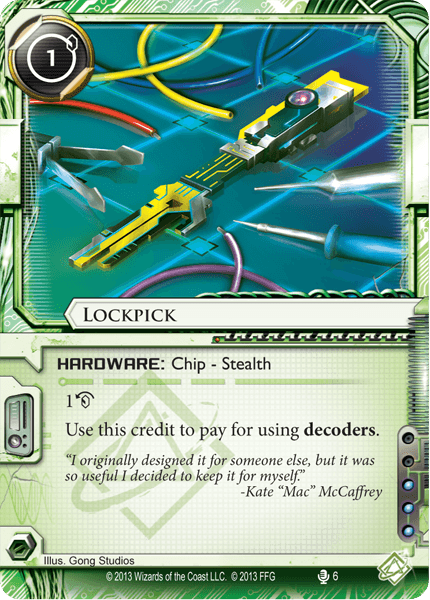 1
LOCKPICK
HARDWARE: Chip - Stealth
1
Use this credit to pay for using decoders.
“I originally designed it for someone else, but it was
so useful I decided to keep it for myself.”
-Kate “Mac” McCaffrey
Illus. Gong Studios
© 2013 Wizards of the Coast LLC. © 2013 FFG
6